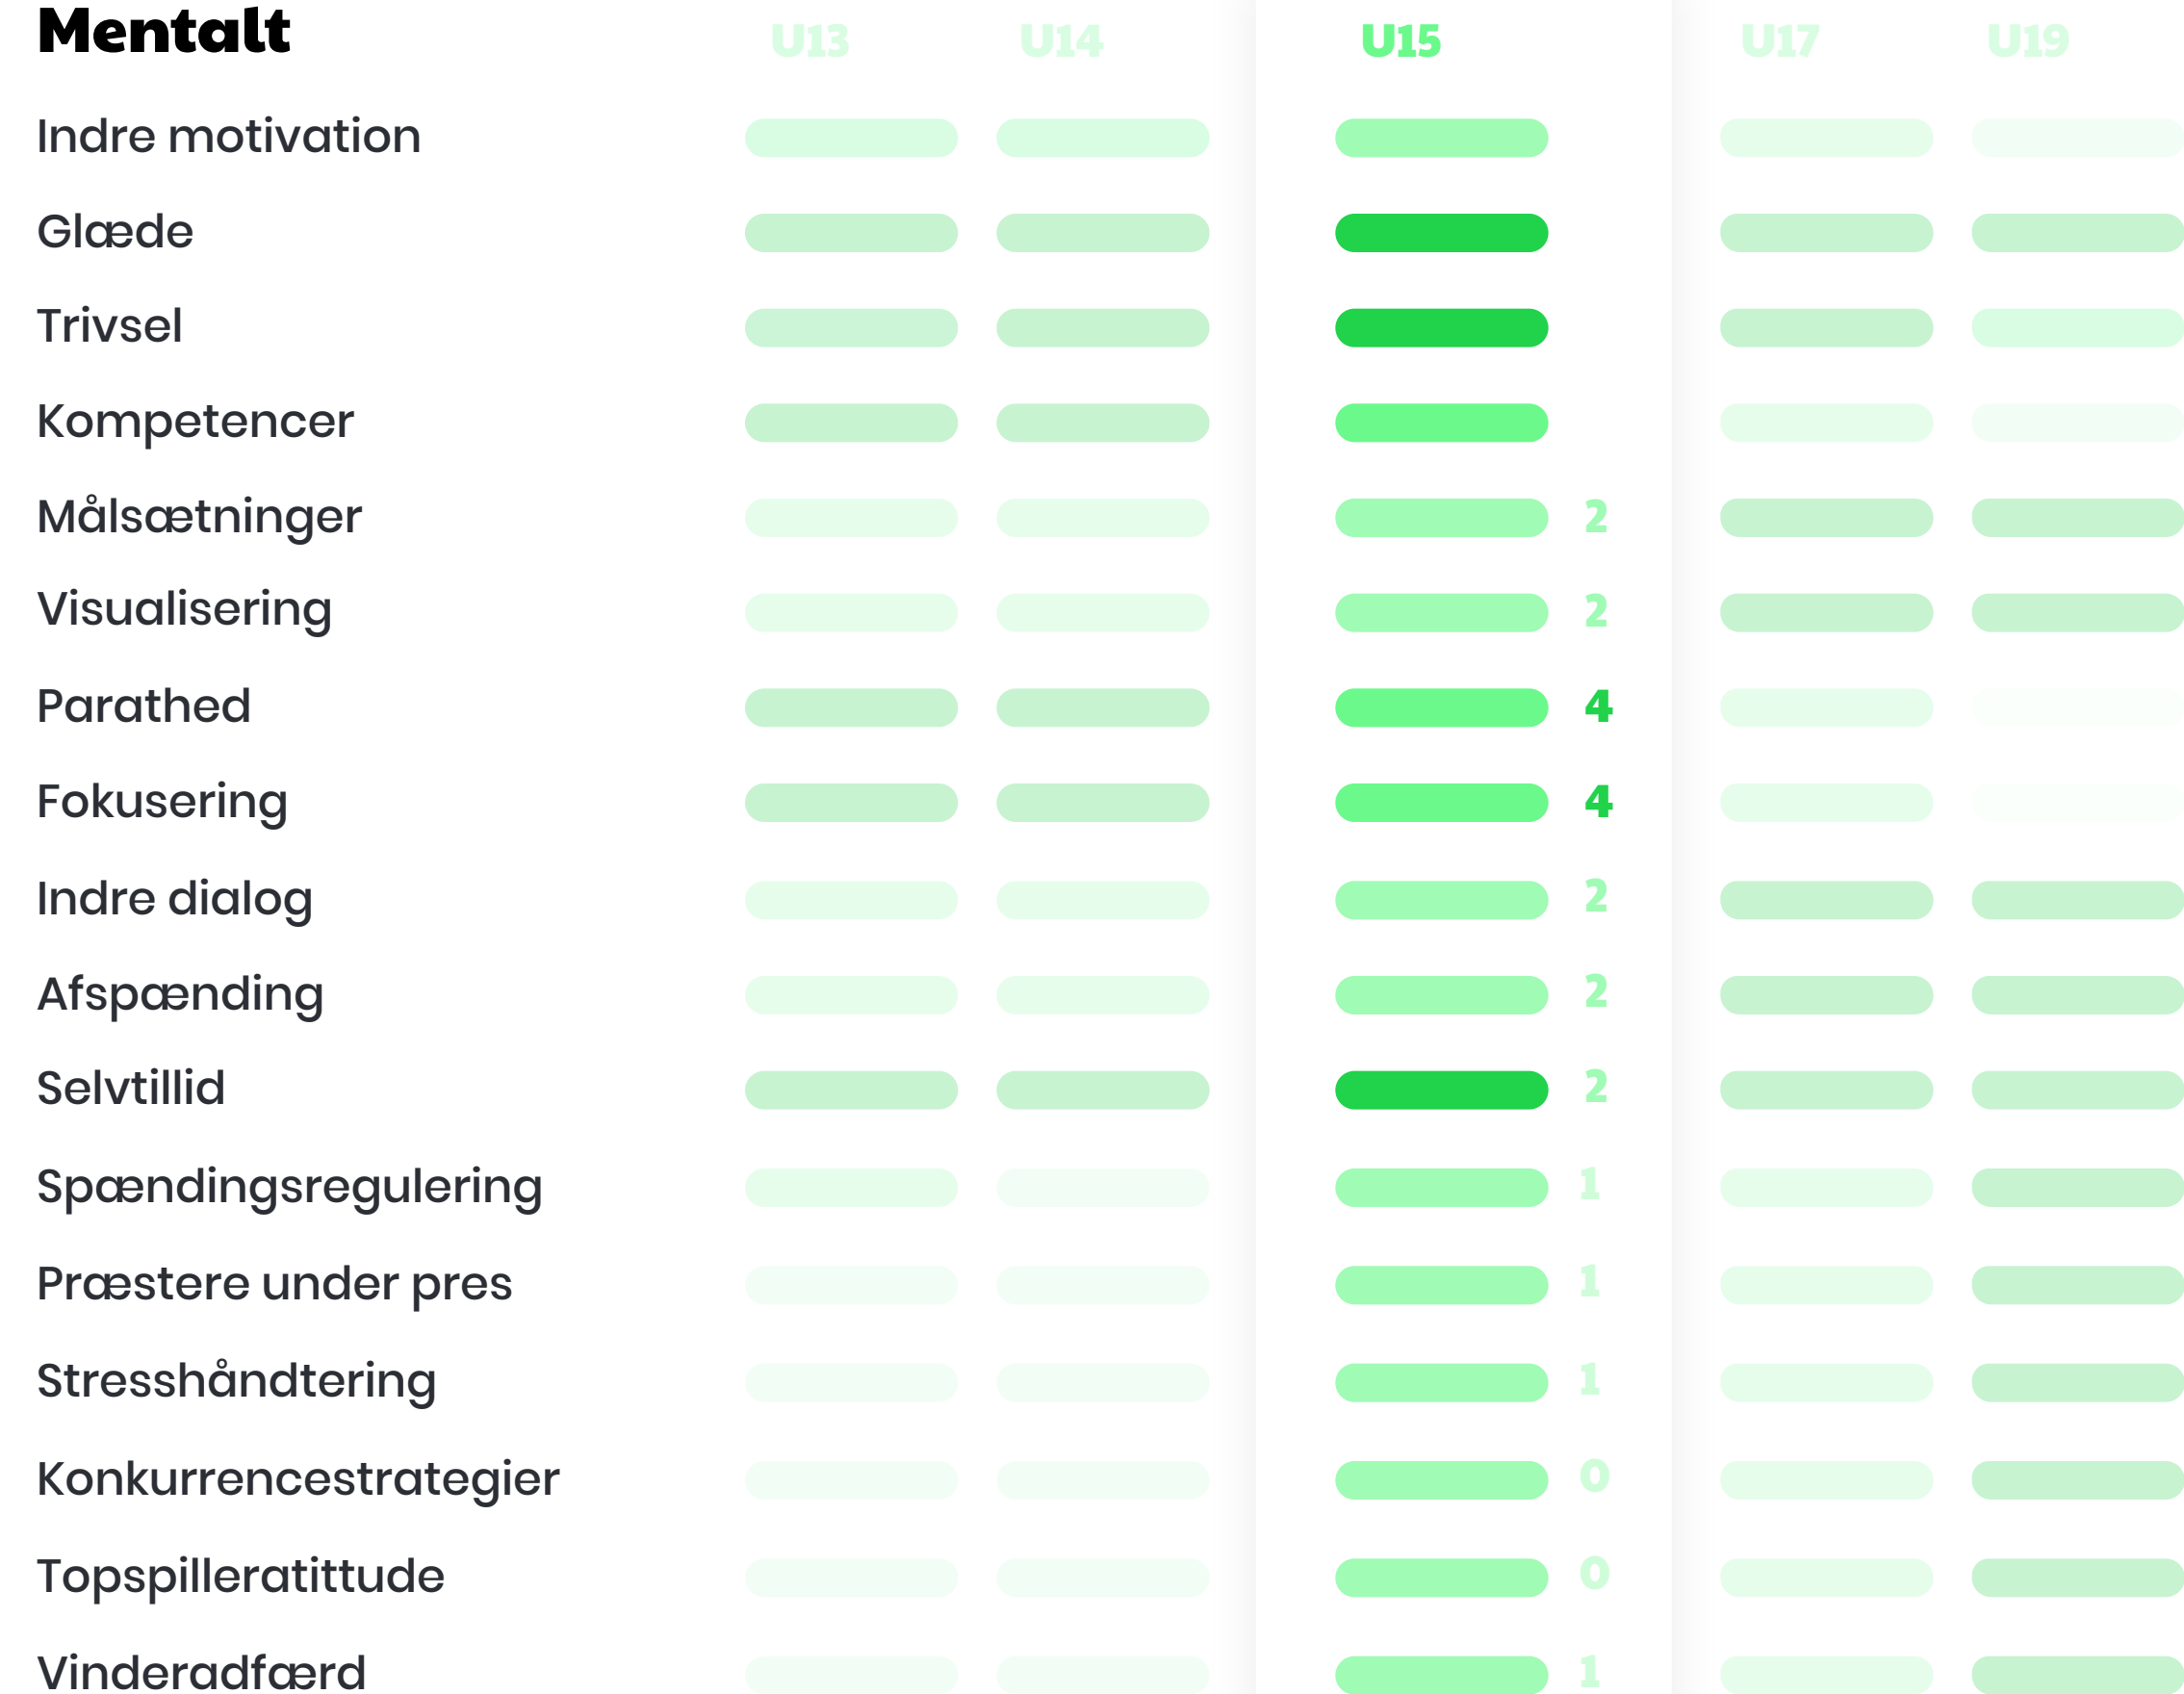 Mentalt U13 U14 U15 U17 U19
Indre motivation
Glæde
Trivsel
Kompetencer
Målsætninger 2
Visualisering 2
Parathed 4
Fokusering 4
Indre dialog 2
Afspænding 2
Selvtillid 2
Spændingsregulering 1
Præstere under pres 1
Stresshåndtering 1
Konkurrencestrategier 0
Topspilleratittude 0
Vinderadfærd 1